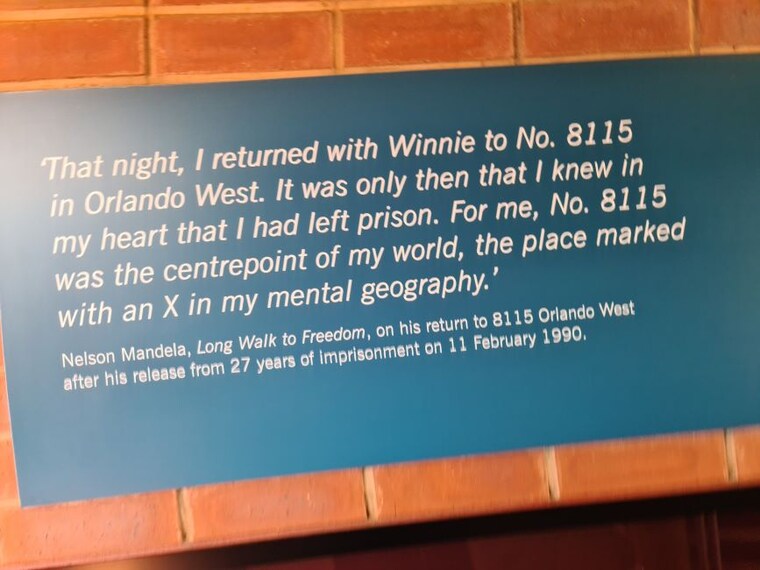 ‘That night, I returned with Winnie to No. 8115
in Orlando West. It was only then that I knew in
my heart that I had left prison. For me, No. 8115
was the centrepoint of my world, the place marked
with an X in my mental geography.’
Nelson Mandela, Long Walk to Freedom, on his return to 8115 Orlando West
after his release from 27 years of imprisonment on 11 February 1990.